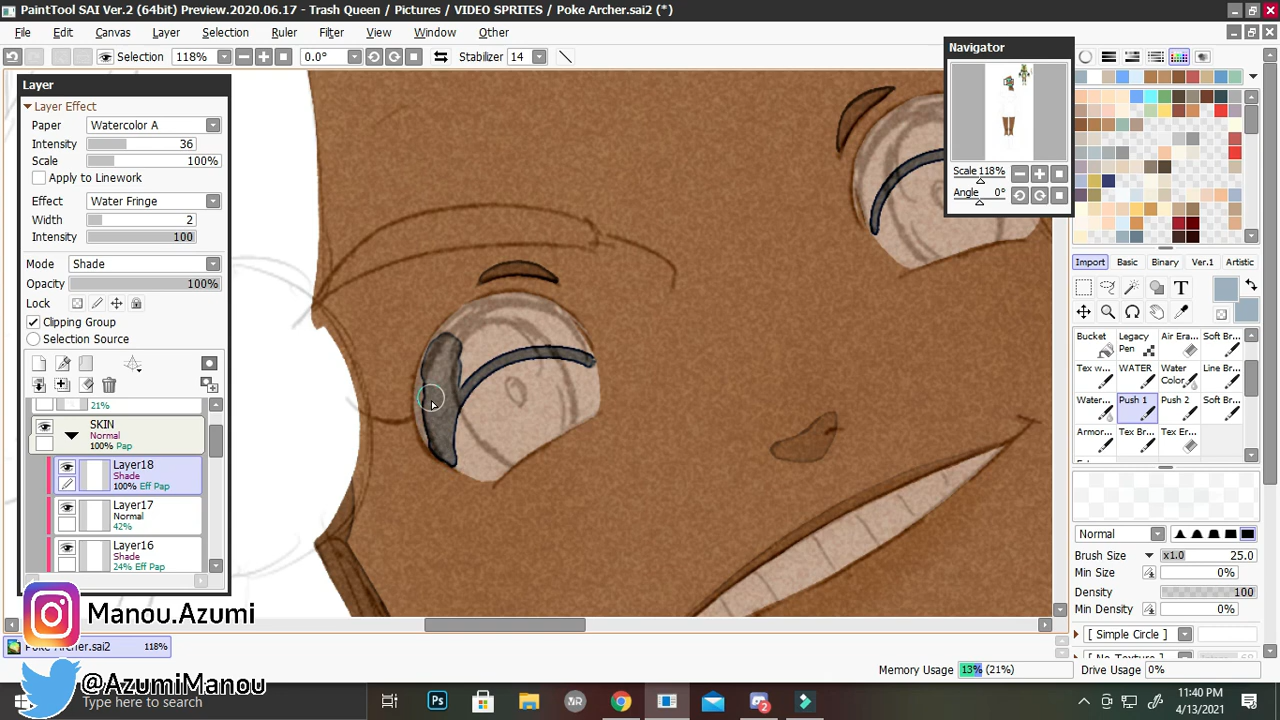 PaintTool SAI Ver.2 (64bit) Preview.2020.06.17 - Trash Queen / Pictures / VIDEO SPRITES / Poke Archer.sai2 (*)
File Edit Canvas Layer Selection Ruler Filter View Window Other
Selection 118% 0.0° Stabilizer 14
Navigator
Scale 118%
Angle 0°
Layer
Layer Effect
Paper Watercolor A
Intensity 36
Scale 100%
Apply to Linework
Effect Water Fringe
Width 2
Intensity 100
Mode Shade
Opacity 100%
Lock
Clipping Group
Selection Source
21%
SKIN
Normal
100% Pap
Layer18
Shade
100% Eff Pap
Layer17
Normal
42%
Layer16
Shade
24% Eff Pap
Import Basic Binary Ver.1 Artistic
T
Bucket Legacy Pen Air Era... Soft Br...
Tex w... WATER Water Color... Line Br...
Water... Push 1 Push 2 Soft Br...
Armor... Tex Br... Tex Er...
Normal
Brush Size x1.0 25.0
Min Size 0%
Density 100
Min Density 0%
[ Simple Circle ]
Manou.Azumi
Poke Archer.sai2 118%
Memory Usage 13% (21%) Drive Usage 0%
@AzumiManou
Type here to search
Ps
2
11:40 PM
4/13/2021